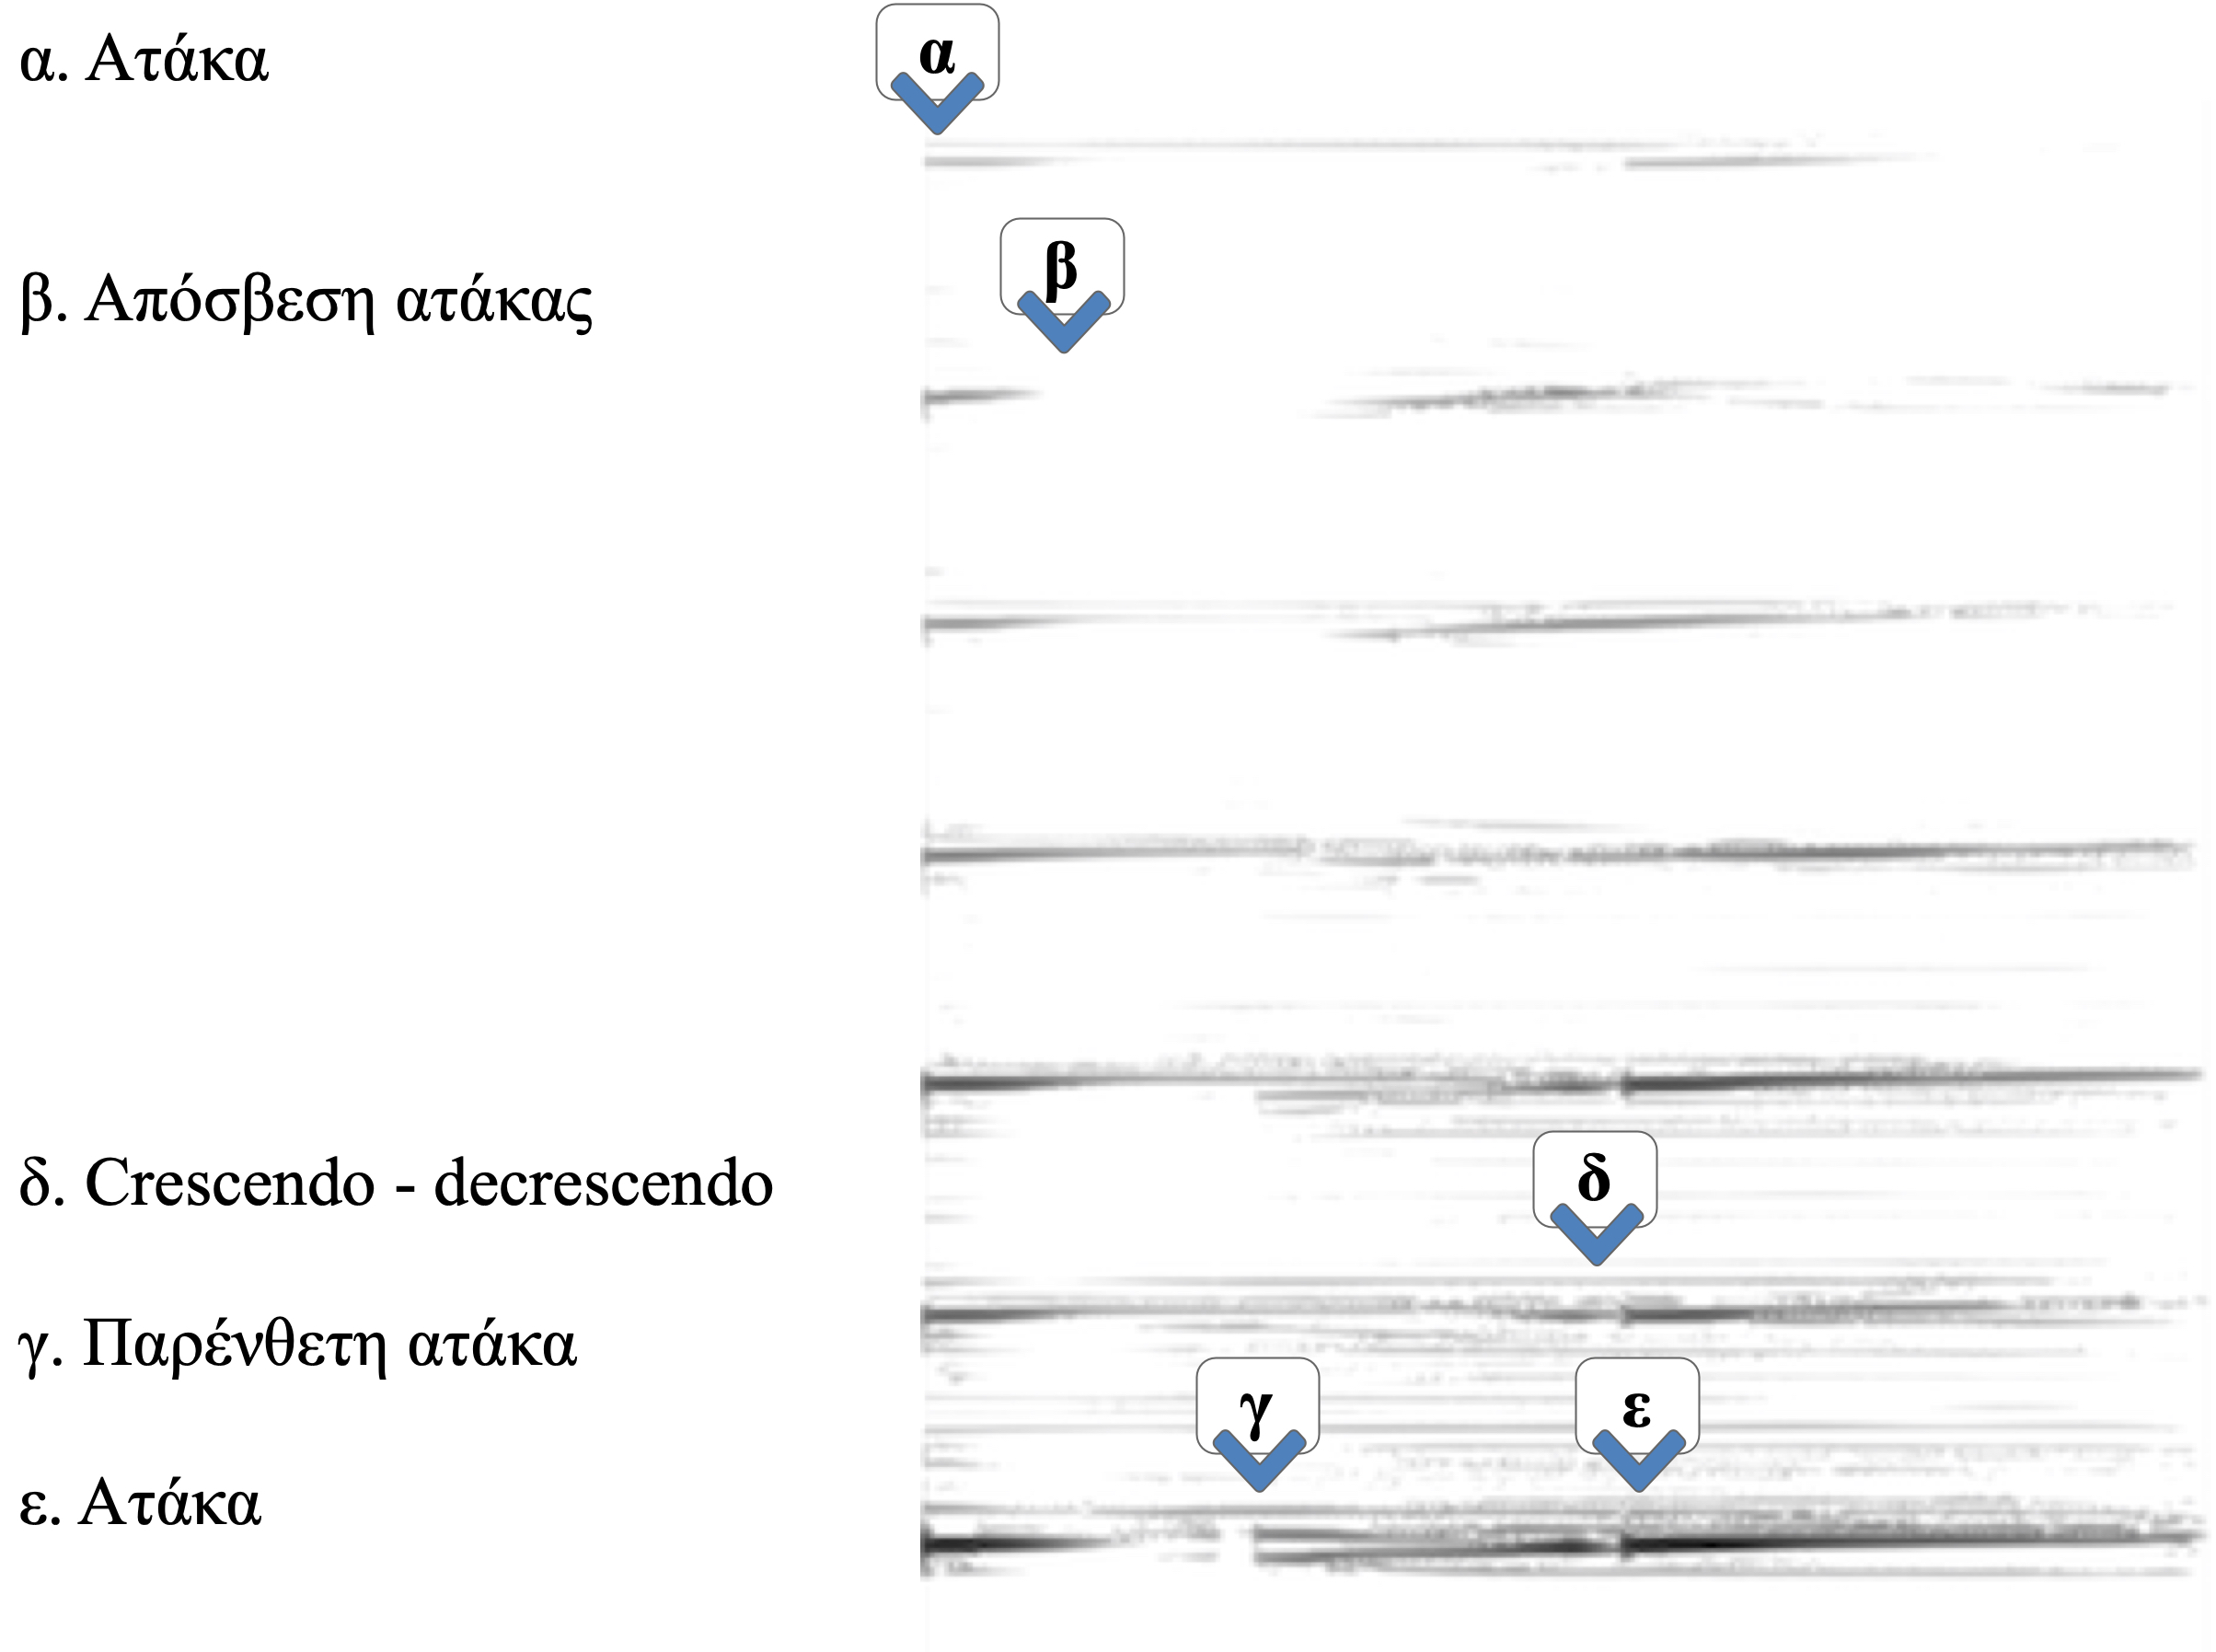 α. Ατάκα
α
β
β. Απόσβεση ατάκας
δ. Crescendo - decrescendo
δ
γ. Παρένθετη ατάκα
γ
ε
ε. Ατάκα